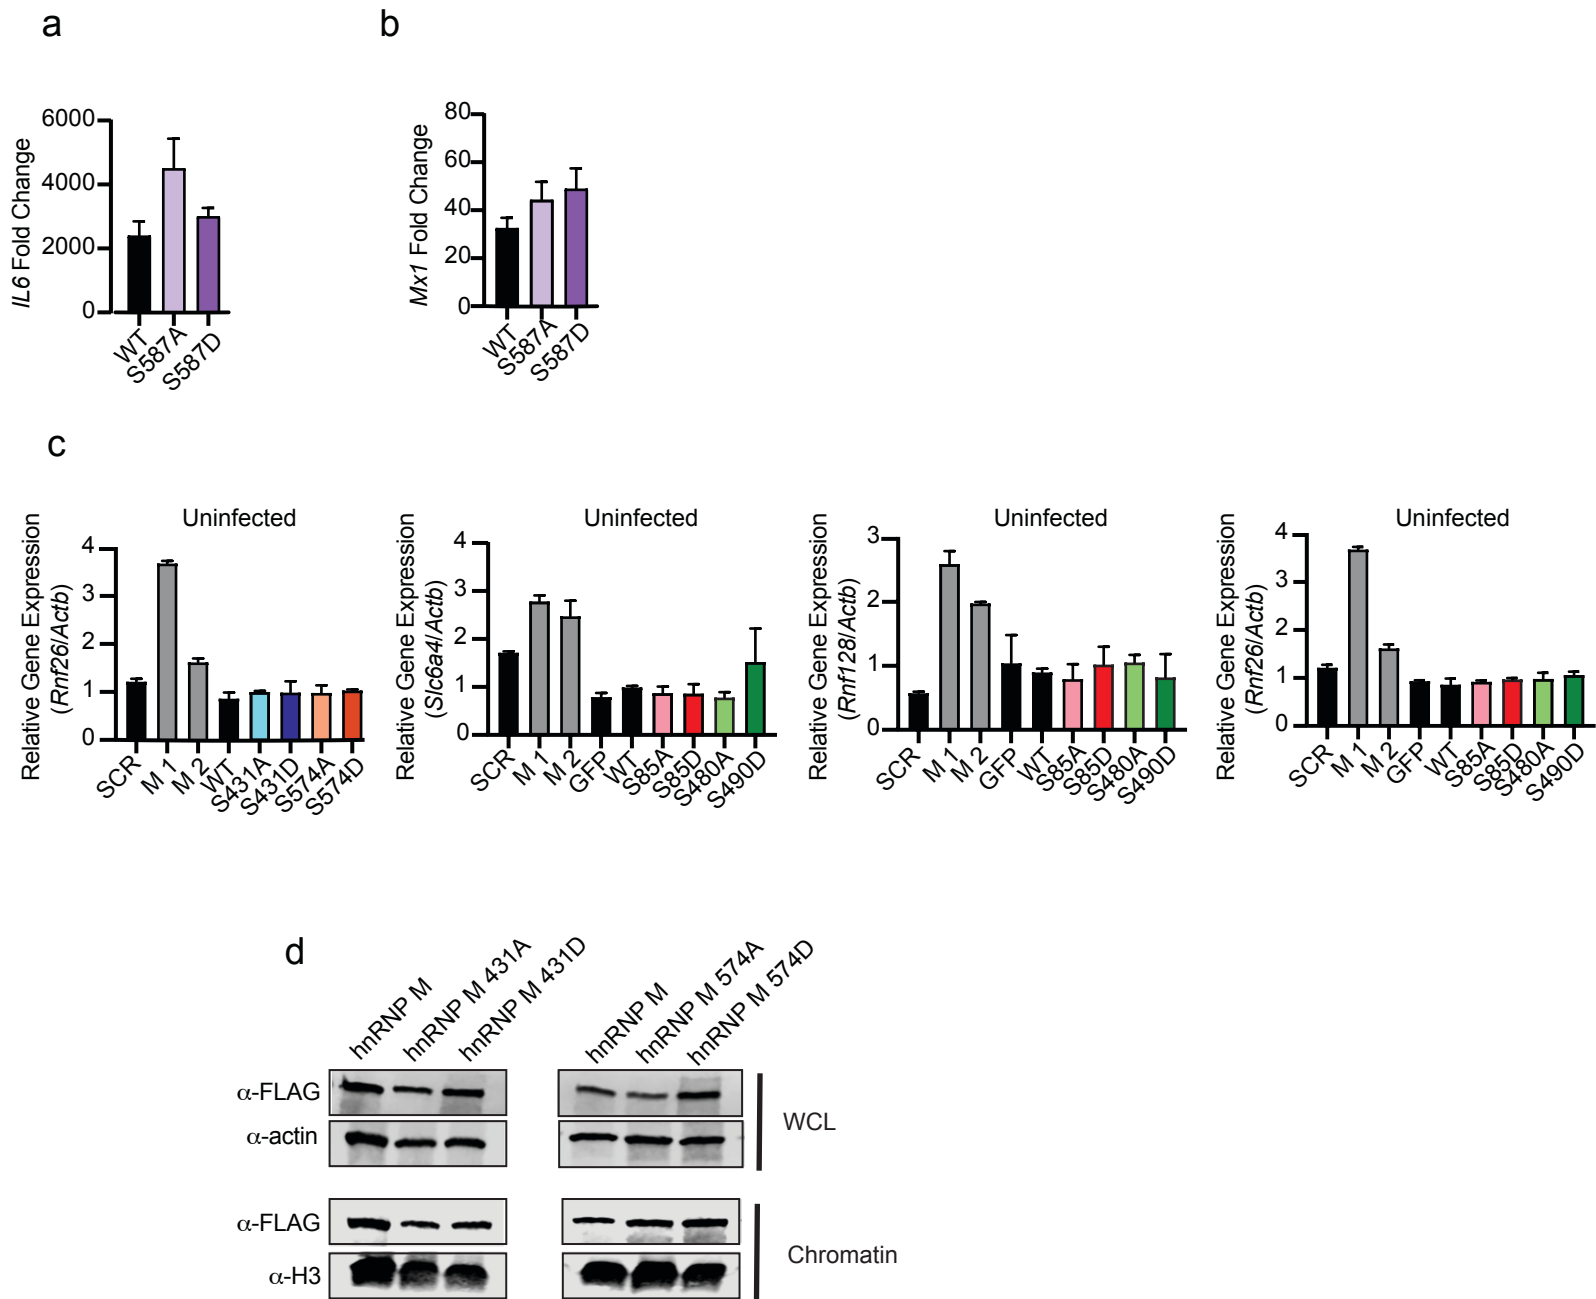 a
b
IL6 Fold Change
6000
4000
2000
0
WT
S587A
S587D
Mx1 Fold Change
80
60
40
20
0
WT
S587A
S587D
c
Uninfected
Relative Gene Expression
(Rnf26/Actb)
4
3
2
1
0
SCR
M 1
M 2
WT
S431A
S431D
S574A
S574D
Uninfected
Relative Gene Expression
(Slc6a4/Actb)
4
3
2
1
0
SCR
M 1
M 2
GFP
WT
S85A
S85D
S480A
S490D
Uninfected
Relative Gene Expression
(Rnf128/Actb)
3
2
1
0
SCR
M 1
M 2
GFP
WT
S85A
S85D
S480A
S490D
Uninfected
Relative Gene Expression
(Rnf26/Actb)
4
3
2
1
0
SCR
M 1
M 2
GFP
WT
S85A
S85D
S480A
S490D
d
hnRNP M
hnRNP M 431A
hnRNP M 431D
hnRNP M
hnRNP M 574A
hnRNP M 574D
α-FLAG
α-actin
WCL
α-FLAG
α-H3
Chromatin